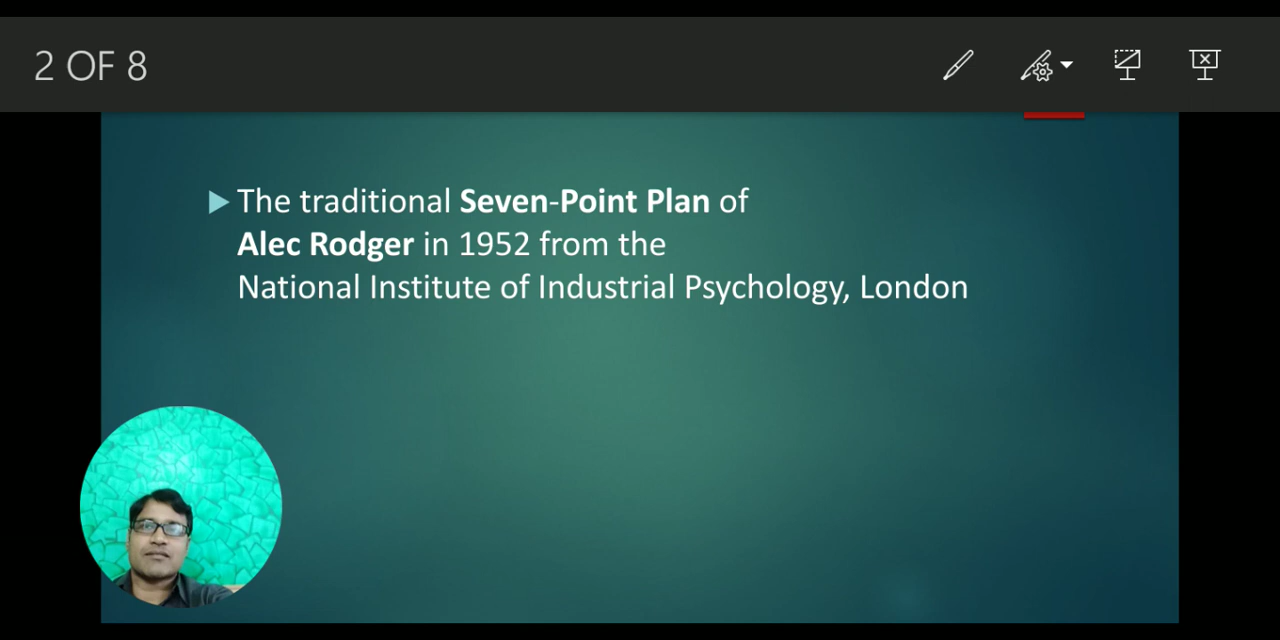 2 OF 8
The traditional Seven-Point Plan of
Alec Rodger in 1952 from the
National Institute of Industrial Psychology, London